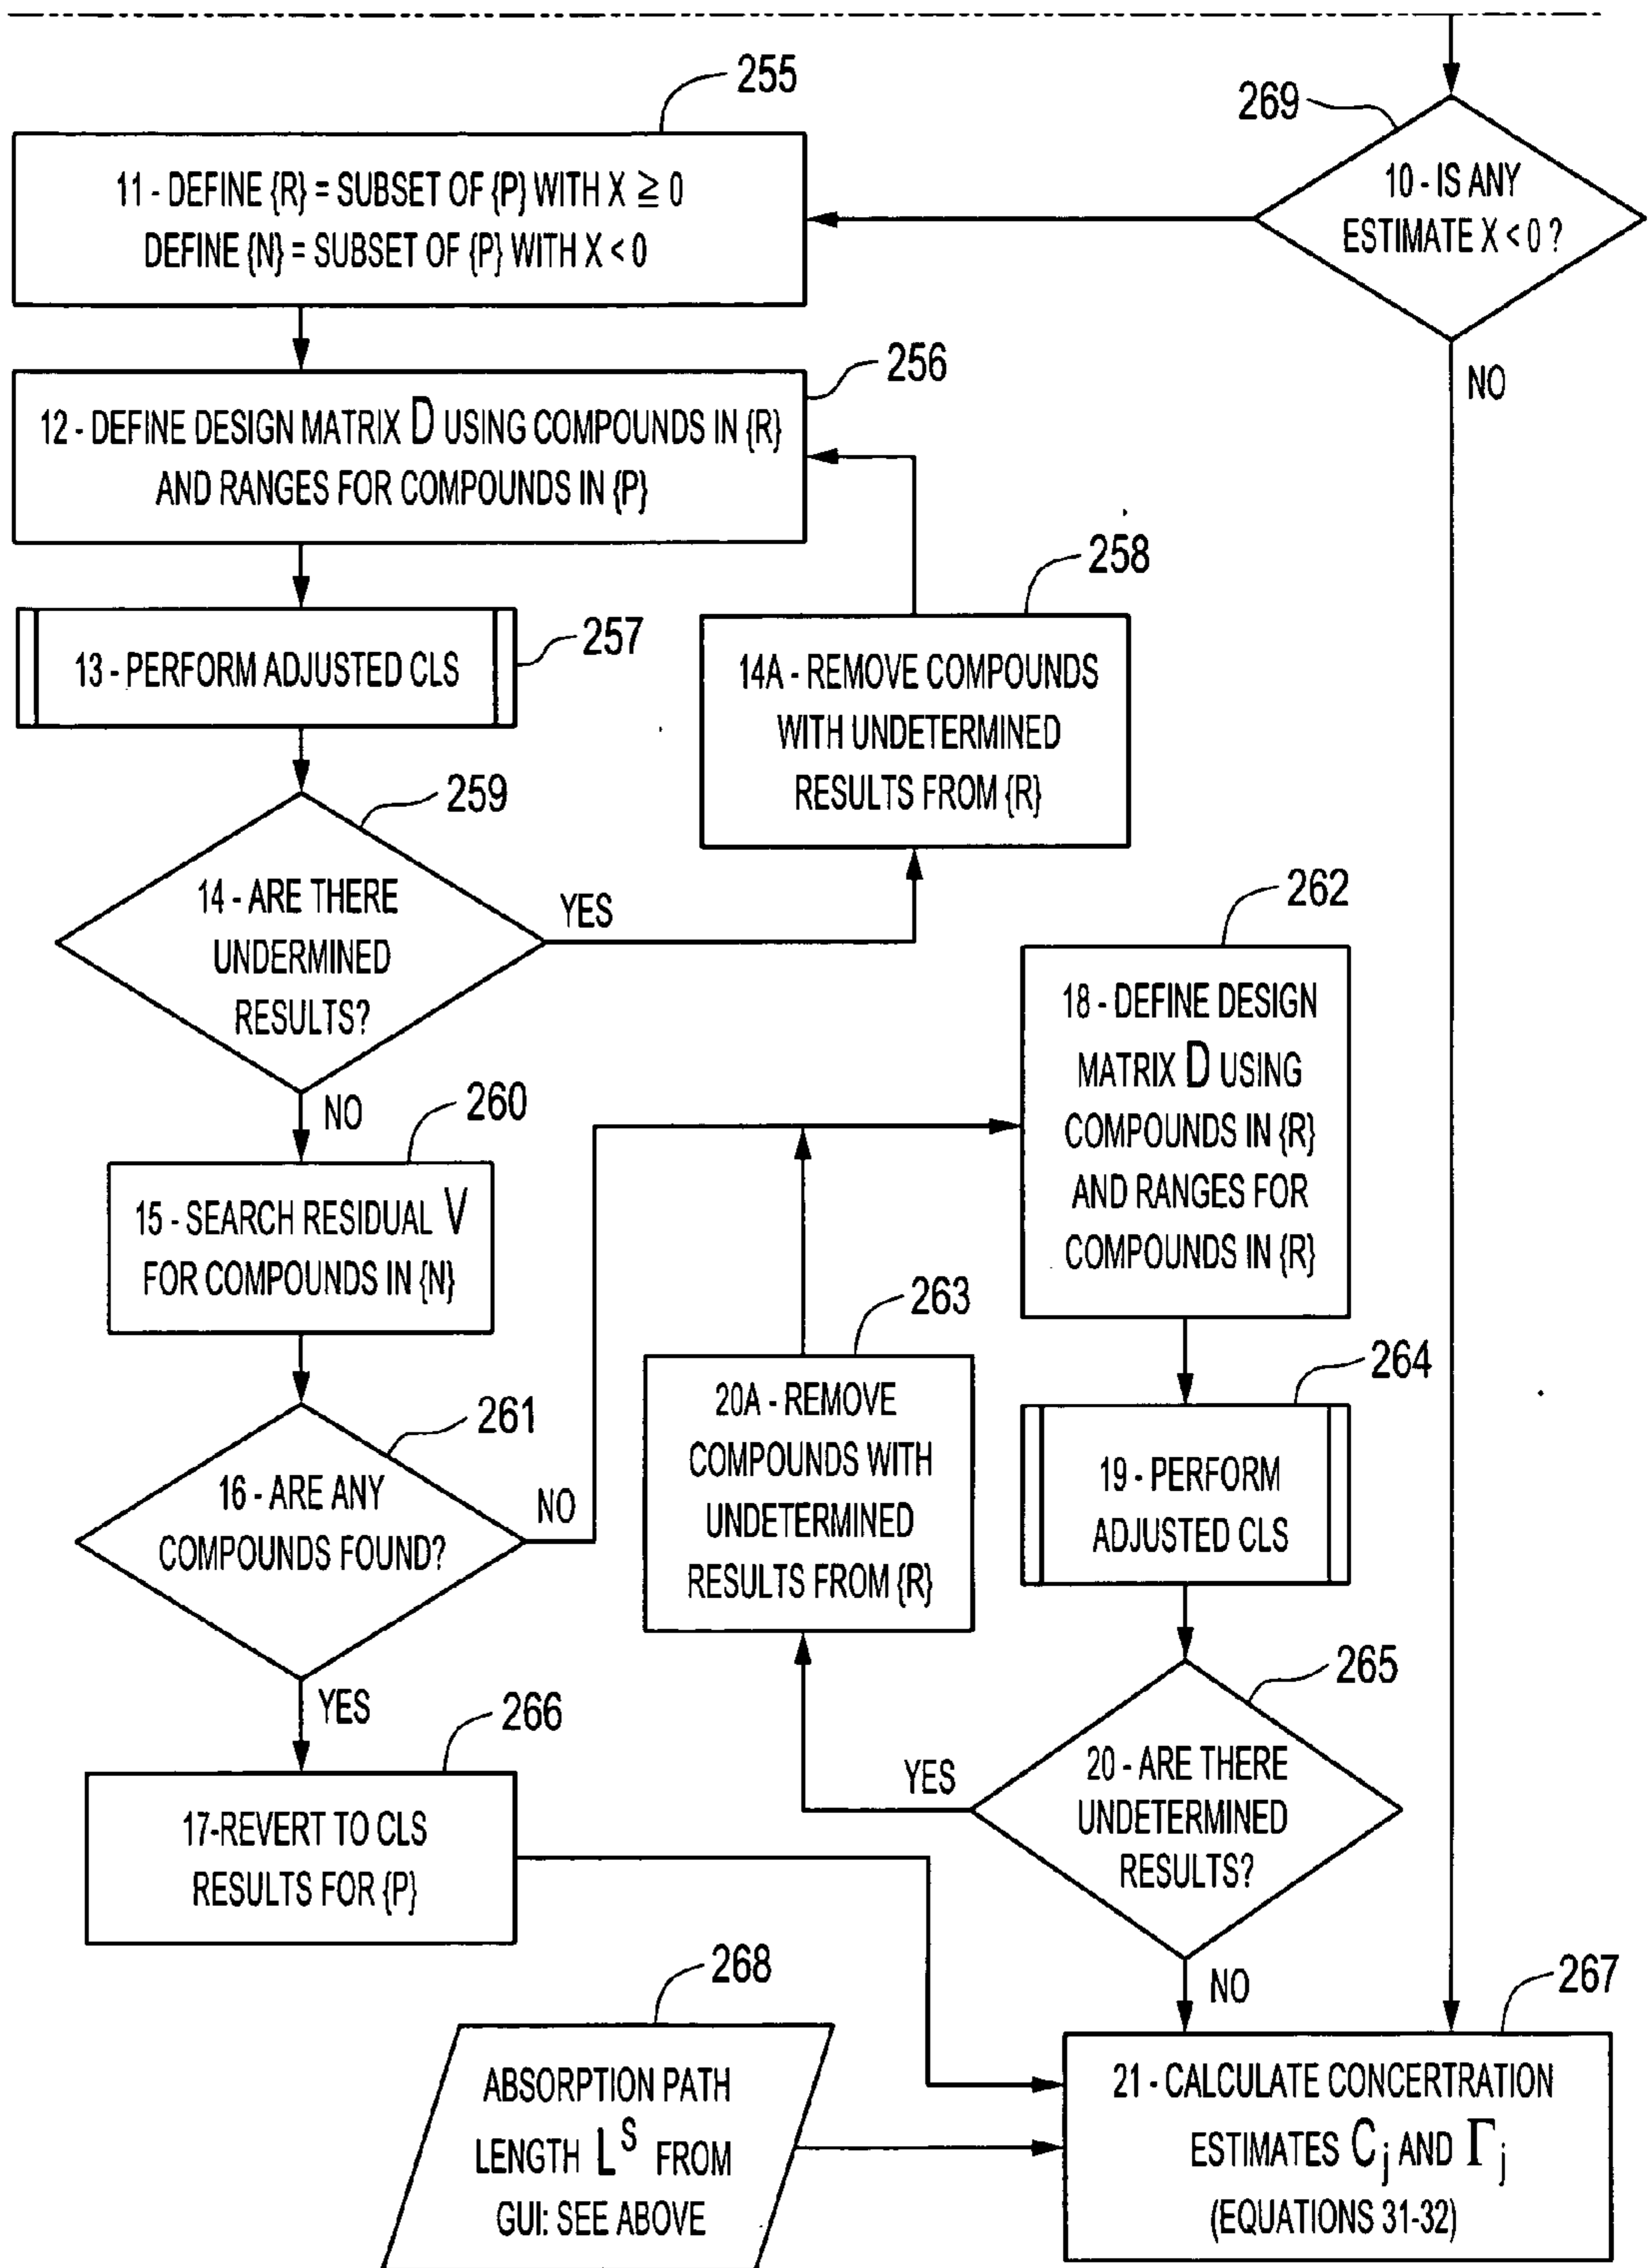 255
269
11 - DEFINE {R} = SUBSET OF {P} WITH X ≧ 0
DEFINE {N} = SUBSET OF {P} WITH X < 0
10 - IS ANY
ESTIMATE X < 0 ?
NO
256
12 - DEFINE DESIGN MATRIX D USING COMPOUNDS IN {R}
AND RANGES FOR COMPOUNDS IN {P}
258
257
13 - PERFORM ADJUSTED CLS
14A - REMOVE COMPOUNDS
WITH UNDETERMINED
RESULTS FROM {R}
259
14 - ARE THERE
UNDERMINED
RESULTS?
YES
NO
262
18 - DEFINE DESIGN
MATRIX D USING
COMPOUNDS IN {R}
AND RANGES FOR
COMPOUNDS IN {R}
260
15 - SEARCH RESIDUAL V
FOR COMPOUNDS IN {N}
263
20A - REMOVE
COMPOUNDS WITH
UNDETERMINED
RESULTS FROM {R}
264
19 - PERFORM
ADJUSTED CLS
261
16 - ARE ANY
COMPOUNDS FOUND?
NO
YES
265
20 - ARE THERE
UNDETERMINED
RESULTS?
YES
NO
266
17-REVERT TO CLS
RESULTS FOR {P}
268
ABSORPTION PATH
LENGTH L^S FROM
GUI: SEE ABOVE
267
21 - CALCULATE CONCERTRATION
ESTIMATES C_j AND Γ_j
(EQUATIONS 31-32)